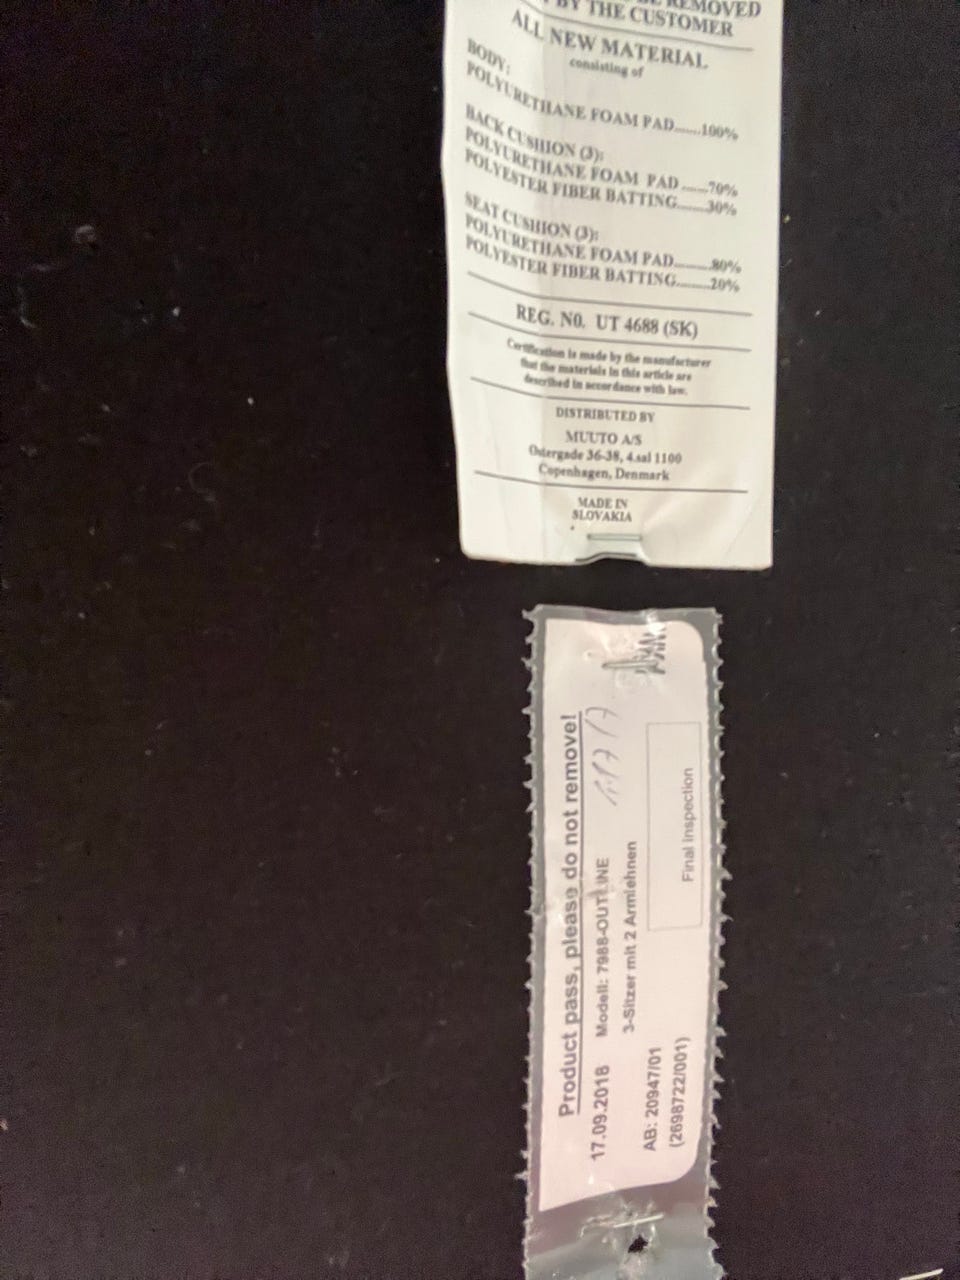 REMOVED
BY THE CUSTOMER
ALL NEW MATERIAL
consisting of
BODY:
POLYURETHANE FOAM PAD......100%
BACK CUSHION (3):
POLYURETHANE FOAM PAD......70%
POLYESTER FIBER BATTING........30%
SEAT CUSHION (3):
POLYURETHANE FOAM PAD.........80%
POLYESTER FIBER BATTING.........20%
REG. NO. UT 4688 (SK)
Certification is made by the manufacturer
that the materials in this article are
described in accordance with law.
DISTRIBUTED BY
MUUTO A/S
Ostergade 36-38, 4.sal 1100
Copenhagen, Denmark
MADE IN
SLOVAKIA
Product pass, please do not remove!
17.09.2018 Modell: 7988-OUTLINE
3-Sitzer mit 2 Armlehnen
AB: 20947/01
(2698722/001)
Final inspection